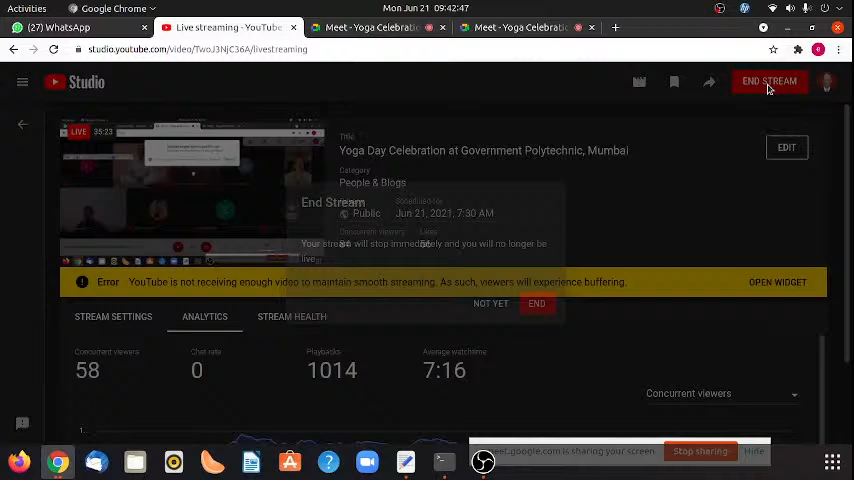 Activities
Google Chrome
Mon Jun 21, 09:42:47
(27) WhatsApp
Live streaming - YouTube
Meet - Yoga Celebratio
Meet - Yoga Celebratio
studio.youtube.com/video/TwoJ3NjC36A/livestreaming
Studio
END STREAM
LIVE 35:23
Title
Yoga Day Celebration at Government Polytechnic, Mumbai
EDIT
Category
People & Blogs
End Stream
Scheduled for
Public
Jun 21, 2021, 7:30 AM
Concurrent viewers
Likes
Your stream will stop immediately and you will no longer be
live.
Error
YouTube is not receiving enough video to maintain smooth streaming. As such, viewers will experience buffering.
OPEN WIDGET
NOT YET
END
STREAM SETTINGS
ANALYTICS
STREAM HEALTH
Concurrent viewers
Chat rate
Playbacks
Average watchtime
58
0
1014
7:16
Concurrent viewers
1...
meet.google.com is sharing your screen
Stop sharing
Hide